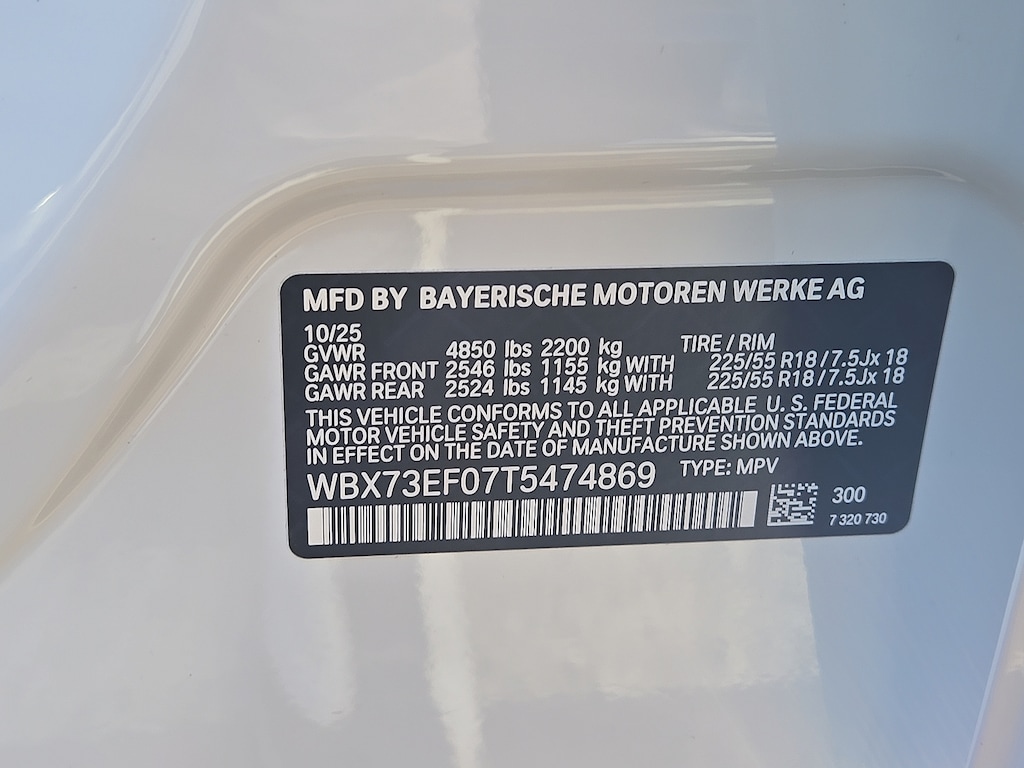 MFD BY BAYERISCHE MOTOREN WERKE AG
10/25
GVWR 4850 lbs 2200 kg TIRE / RIM
GAWR FRONT 2546 lbs 1155 kg WITH 225/55 R18 / 7.5Jx 18
GAWR REAR 2524 lbs 1145 kg WITH 225/55 R18 / 7.5Jx 18
THIS VEHICLE CONFORMS TO ALL APPLICABLE U. S. FEDERAL
MOTOR VEHICLE SAFETY AND THEFT PREVENTION STANDARDS
IN EFFECT ON THE DATE OF MANUFACTURE SHOWN ABOVE.
WBX73EF07T5474869 TYPE: MPV
300
7 320 730